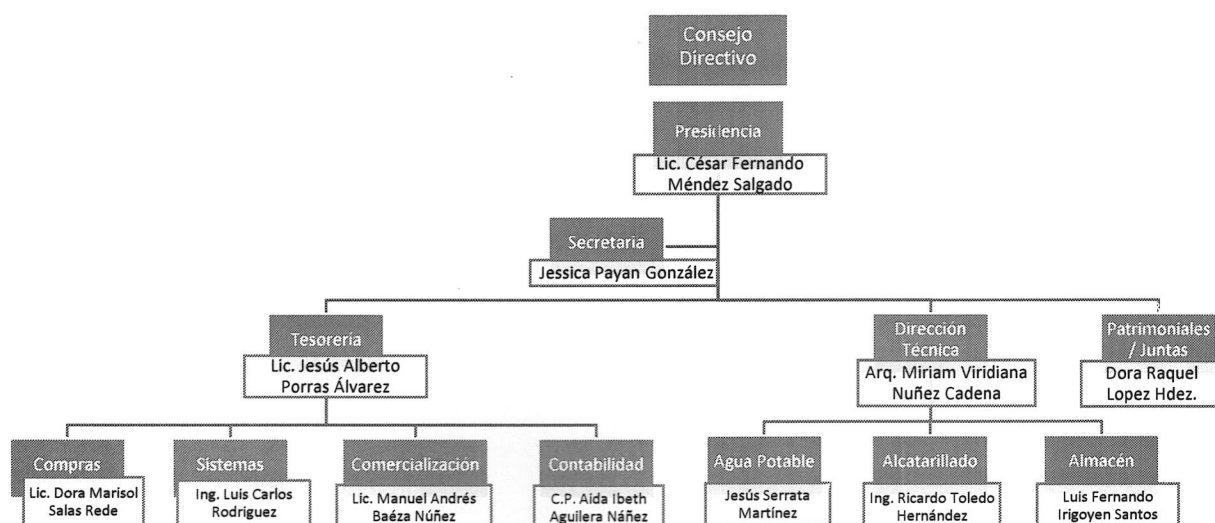 Consejo
Directivo
Presidencia
Lic. César Fernando
Méndez Salgado
Secretaria
Jessica Payan González
Tesorería
Lic. Jesús Alberto
Porras Álvarez
Dirección
Técnica
Arq. Miriam Viridiana
Nuñez Cadena
Patrimoniales
/ Juntas
Dora Raquel
Lopez Hdez.
Compras
Lic. Dora Marisol
Salas Rede
Sistemas
Ing. Luis Carlos
Rodriguez
Comercialización
Lic. Manuel Andrés
Baéza Núñez
Contabilidad
C.P. Aida Ibeth
Aguilera Náñez
Agua Potable
Jesús Serrata
Martínez
Alcatarillado
Ing. Ricardo Toledo
Hernández
Almacén
Luis Fernando
Irigoyen Santos